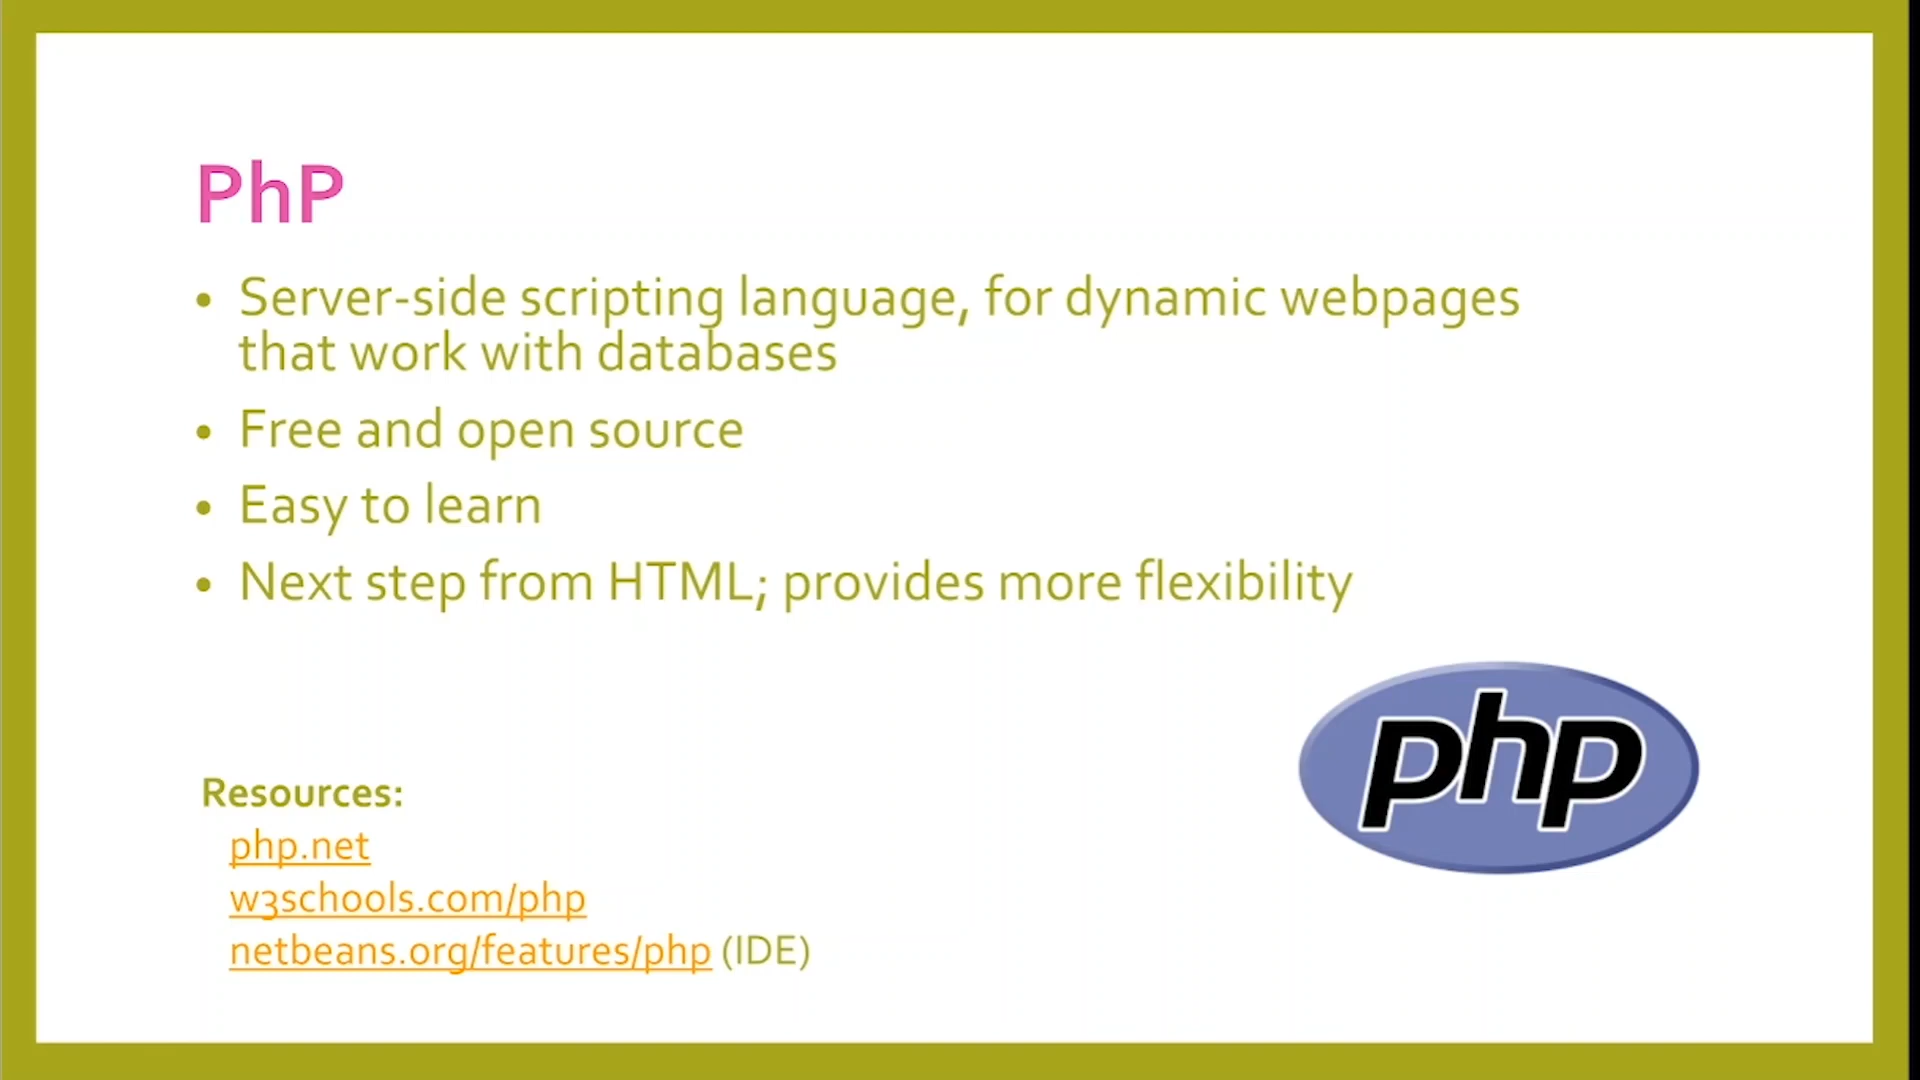 PhP
• Server-side scripting language, for dynamic webpages
that work with databases
• Free and open source
• Easy to learn
• Next step from HTML; provides more flexibility
php
Resources:
php.net
w3schools.com/php
netbeans.org/features/php (IDE)